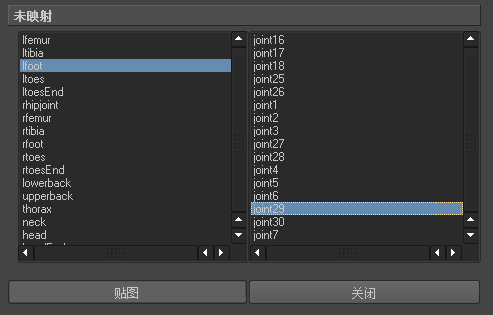 未映射
lfemur
ltibia
lfoot
ltoes
ltoesEnd
rhipjoint
rfemur
rtibia
rfoot
rtoes
rtoesEnd
lowerback
upperback
thorax
neck
head
joint16
joint17
joint18
joint25
joint26
joint1
joint2
joint3
joint27
joint28
joint4
joint5
joint6
joint29
joint30
joint7
贴图
关闭